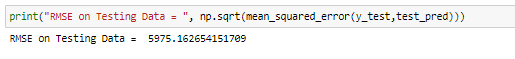 print("RMSE on Testing Data = ", np.sqrt(mean_squared_error(y_test,test_pred)))
RMSE on Testing Data =  5975.162654151709